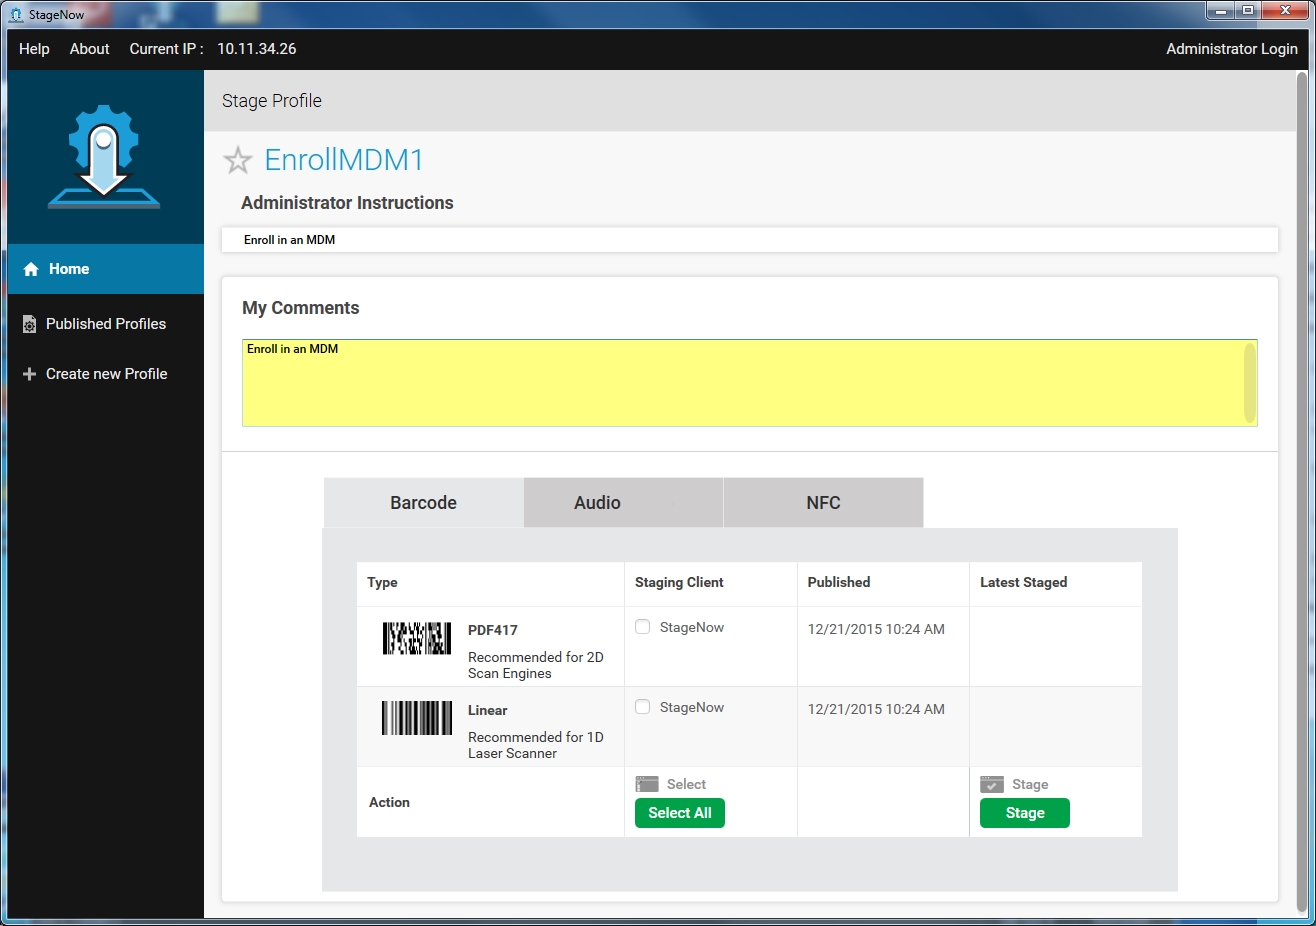 StageNow
Help About Current IP : 10.11.34.26 Administrator Login
Stage Profile
EnrollMDM1
Administrator Instructions
Enroll in an MDM
Home
Published Profiles
Create new Profile
My Comments
Enroll in an MDM
Barcode Audio NFC
Type Staging Client Published Latest Staged
PDF417 StageNow 12/21/2015 10:24 AM
Recommended for 2D
Scan Engines
Linear StageNow 12/21/2015 10:24 AM
Recommended for 1D
Laser Scanner
Select Stage
Action
Select All Stage